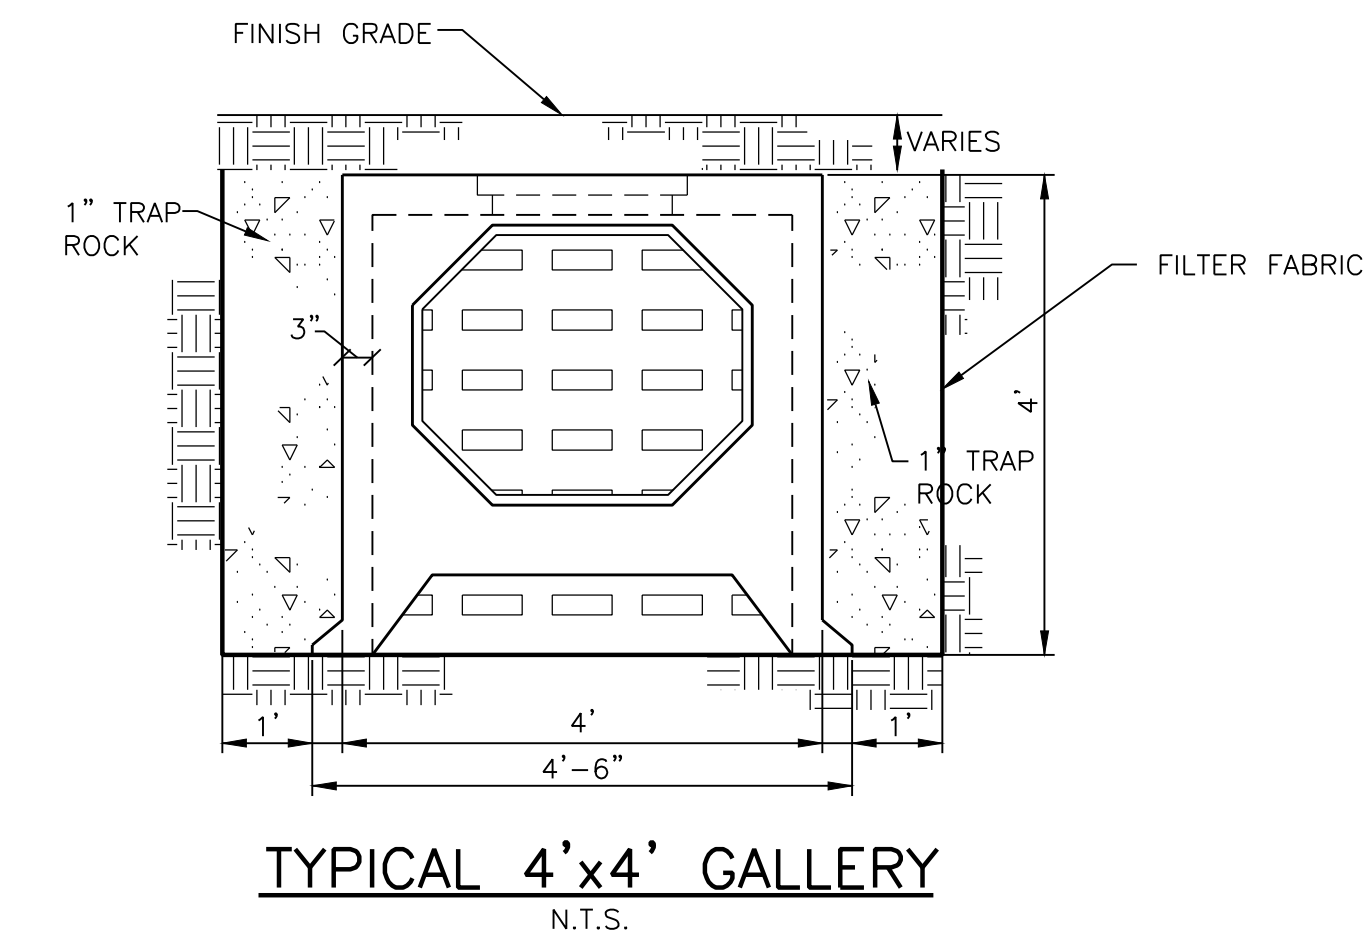 FINISH GRADE
VARIES
1" TRAP
ROCK
FILTER FABRIC
3"
4'
1" TRAP
ROCK
1'
4'
1'
4'-6"
TYPICAL 4'x4' GALLERY
N.T.S.